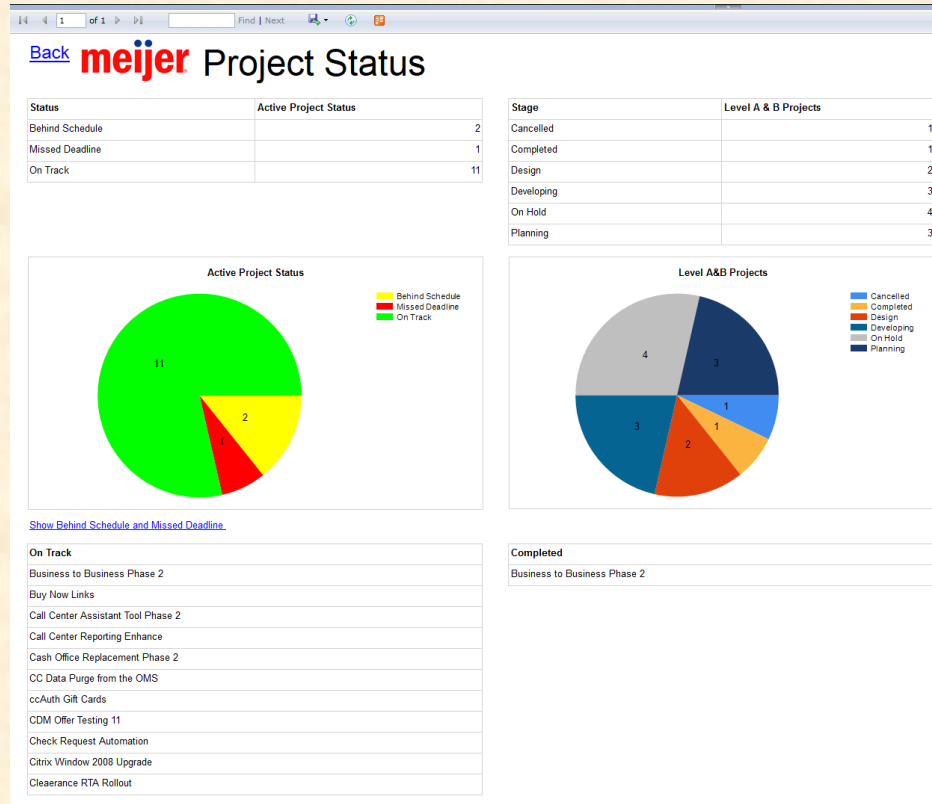 1 of 1 Find | Next
Back meijer Project Status
Status Active Project Status
Behind Schedule 2
Missed Deadline 1
On Track 11
Stage Level A & B Projects
Cancelled 1
Completed 1
Design 2
Developing 3
On Hold 4
Planning 3
Active Project Status
Behind Schedule
Missed Deadline
On Track
11
2
1
Level A&B Projects
Cancelled
Completed
Design
Developing
On Hold
Planning
4
3
1
1
3
2
Show Behind Schedule and Missed Deadline
On Track
Business to Business Phase 2
Buy Now Links
Call Center Assistant Tool Phase 2
Call Center Reporting Enhance
Cash Office Replacement Phase 2
CC Data Purge from the OMS
ccAuth Gift Cards
CDM Offer Testing 11
Check Request Automation
Citrix Window 2008 Upgrade
Cleaerance RTA Rollout
Completed
Business to Business Phase 2